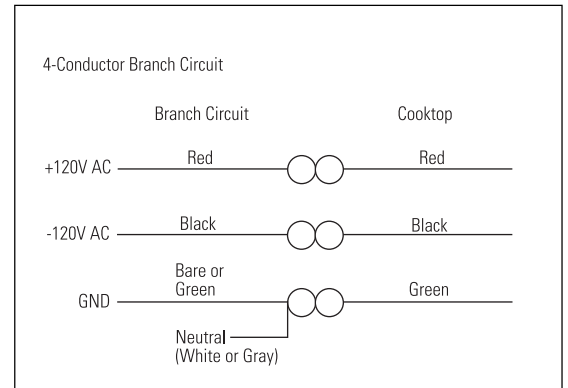 4-Conductor Branch Circuit
Branch Circuit Cooktop
+120V AC Red Red
-120V AC Black Black
Bare or
Green
GND Green
Neutral
(White or Gray)